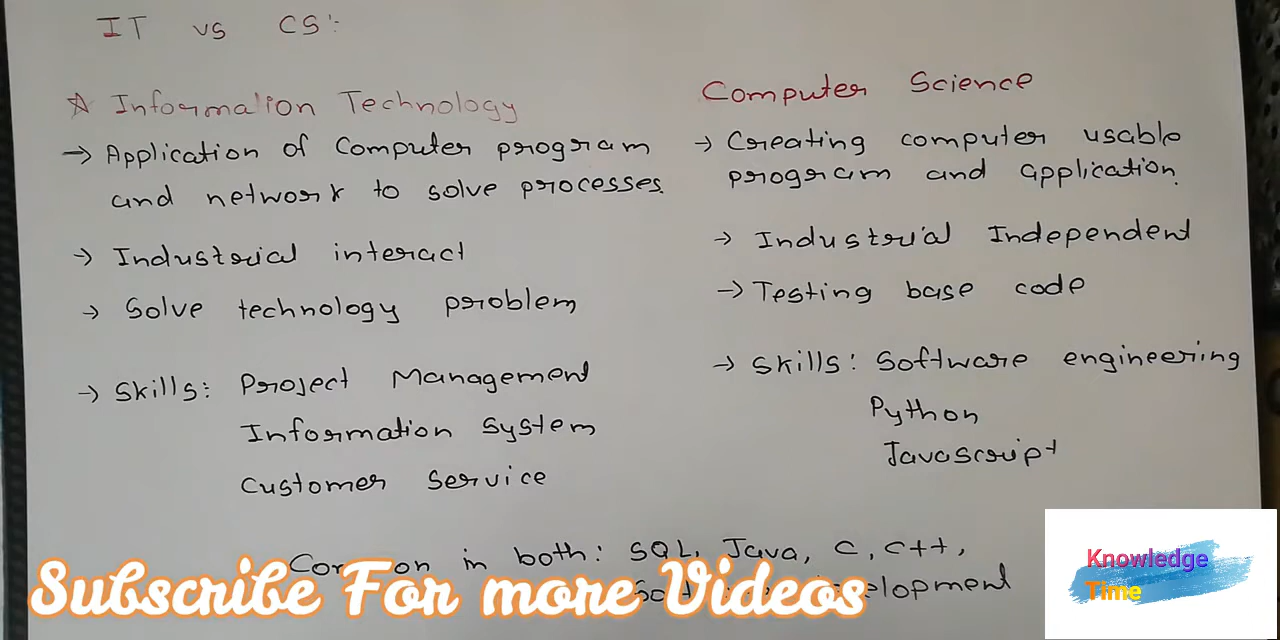 IT vs CS:
☆ Information Technology
→ Application of Computer program
and network to solve processes.
→ Industrial interact
→ Solve technology problem
→ Skills: Project Management
Information System
Customer Service
Computer Science
→ Creating computer usable
program and application.
→ Industrial Independent
→ Testing base code
→ Skills: Software engineering
Python
Javascript
in both: SQL, Java, C, C++,
Subscribe For more Videos
Knowledge
Time